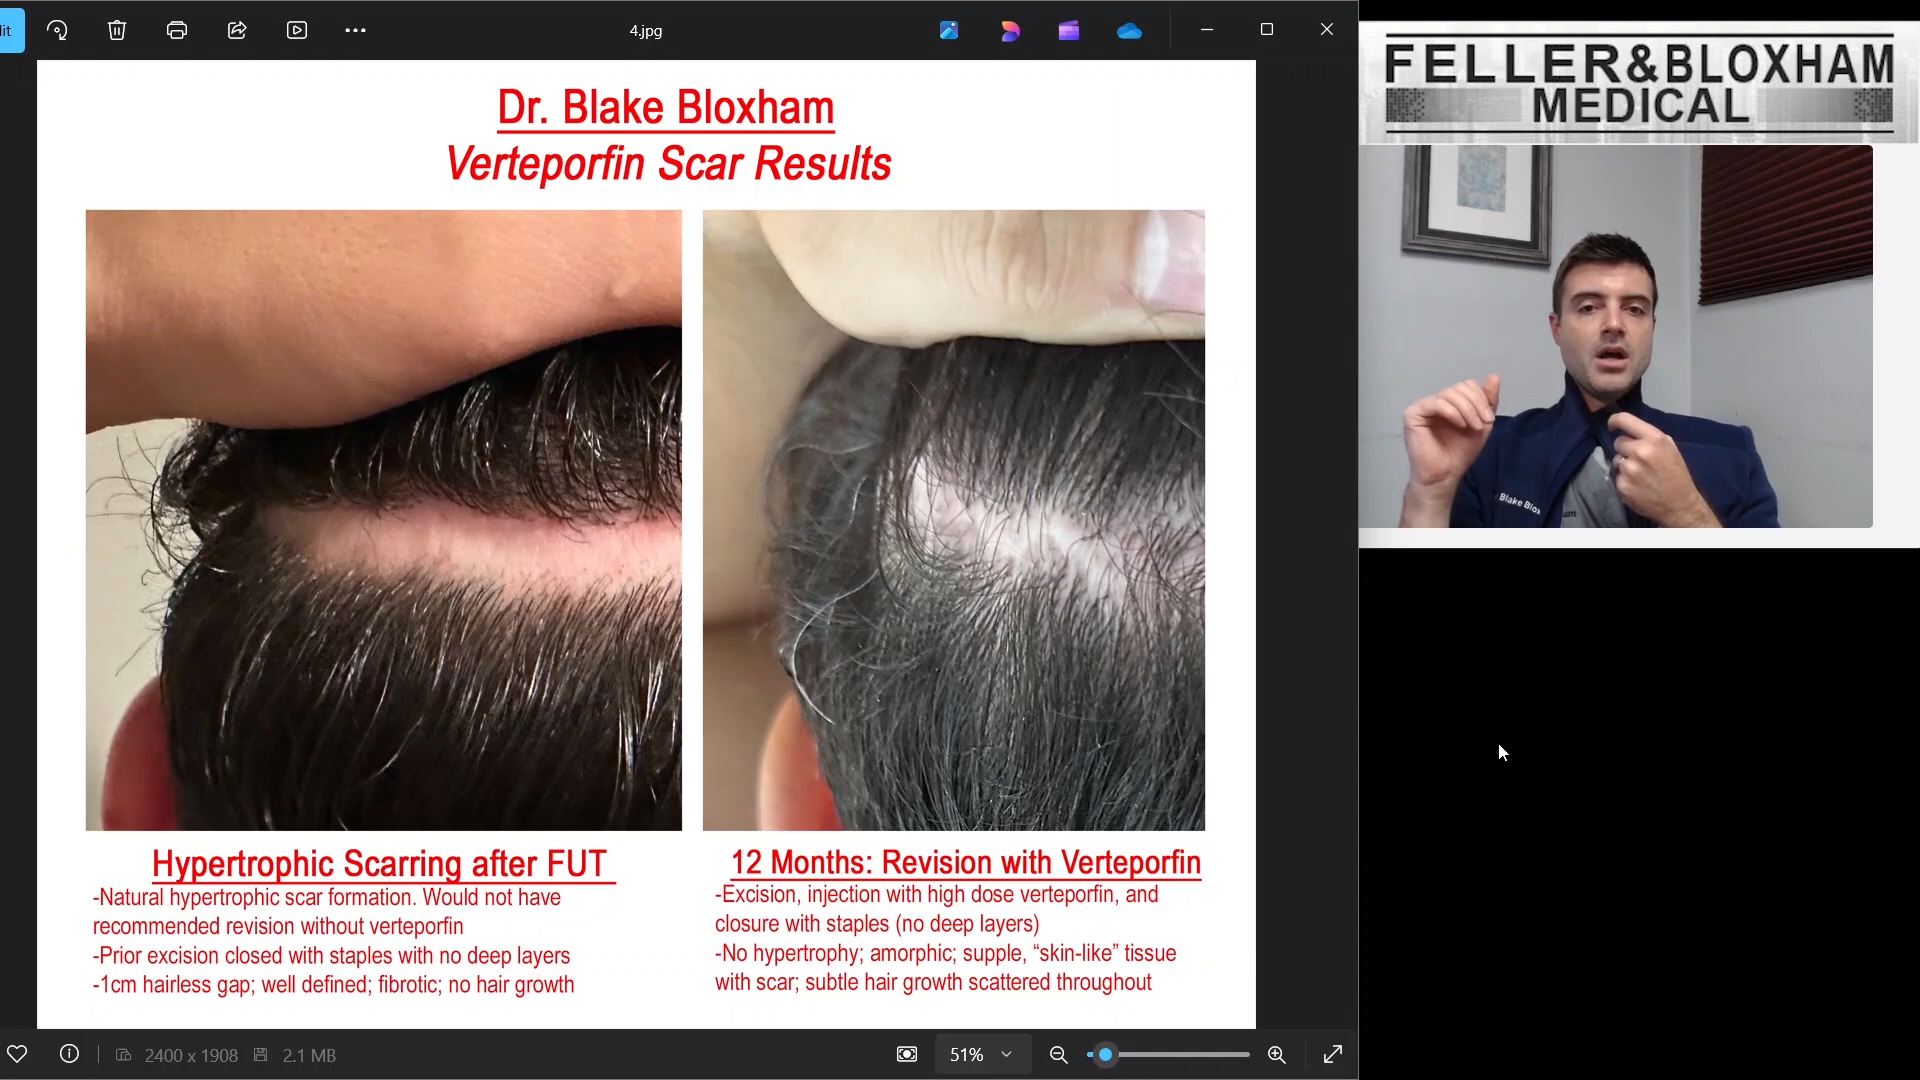 it
4.jpg
FELLER&BLOXHAM
MEDICAL
Dr. Blake Bloxham
Verteporfin Scar Results
Blake Blox
am
Hypertrophic Scarring after FUT
-Natural hypertrophic scar formation. Would not have
recommended revision without verteporfin
-Prior excision closed with staples with no deep layers
-1cm hairless gap; well defined; fibrotic; no hair growth
12 Months: Revision with Verteporfin
-Excision, injection with high dose verteporfin, and
closure with staples (no deep layers)
-No hypertrophy; amorphic; supple, “skin-like” tissue
with scar; subtle hair growth scattered throughout
2400 x 1908
2.1 MB
51%